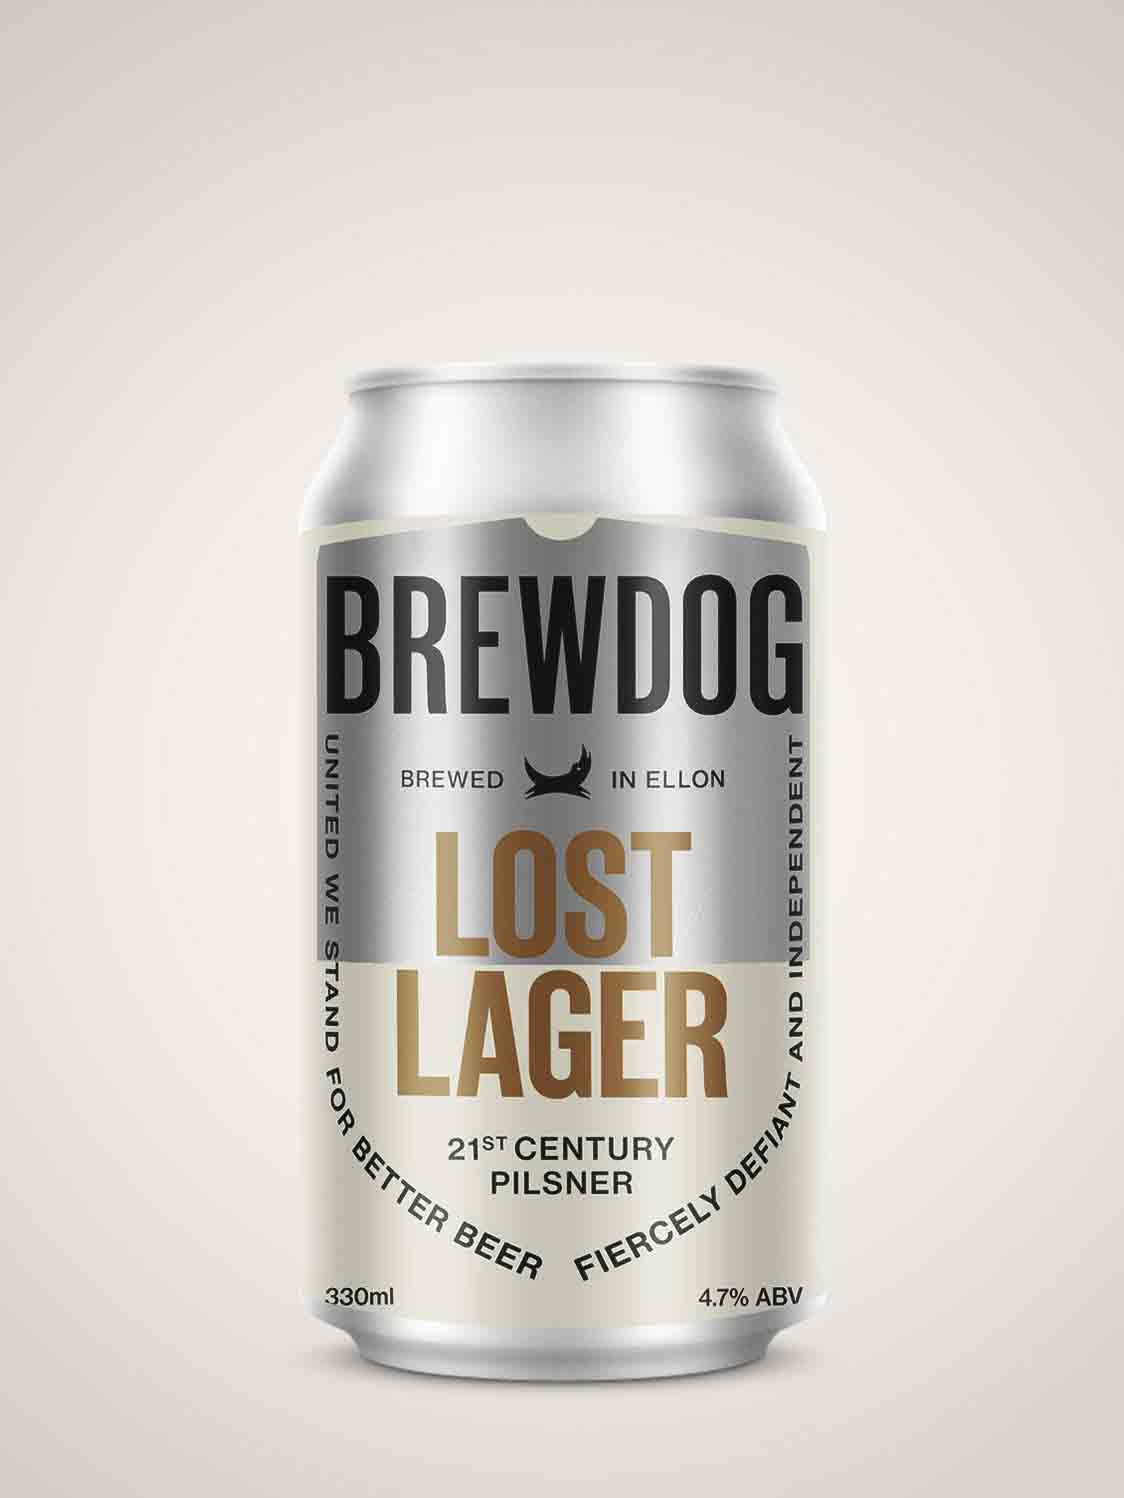 BREWDOG
BREWED IN ELLON
LOST
LAGER
21ST CENTURY
PILSNER
UNITED WE STAND FOR BETTER BEER
FIERCELY DEFIANT AND INDEPENDENT
330ml
4.7% ABV